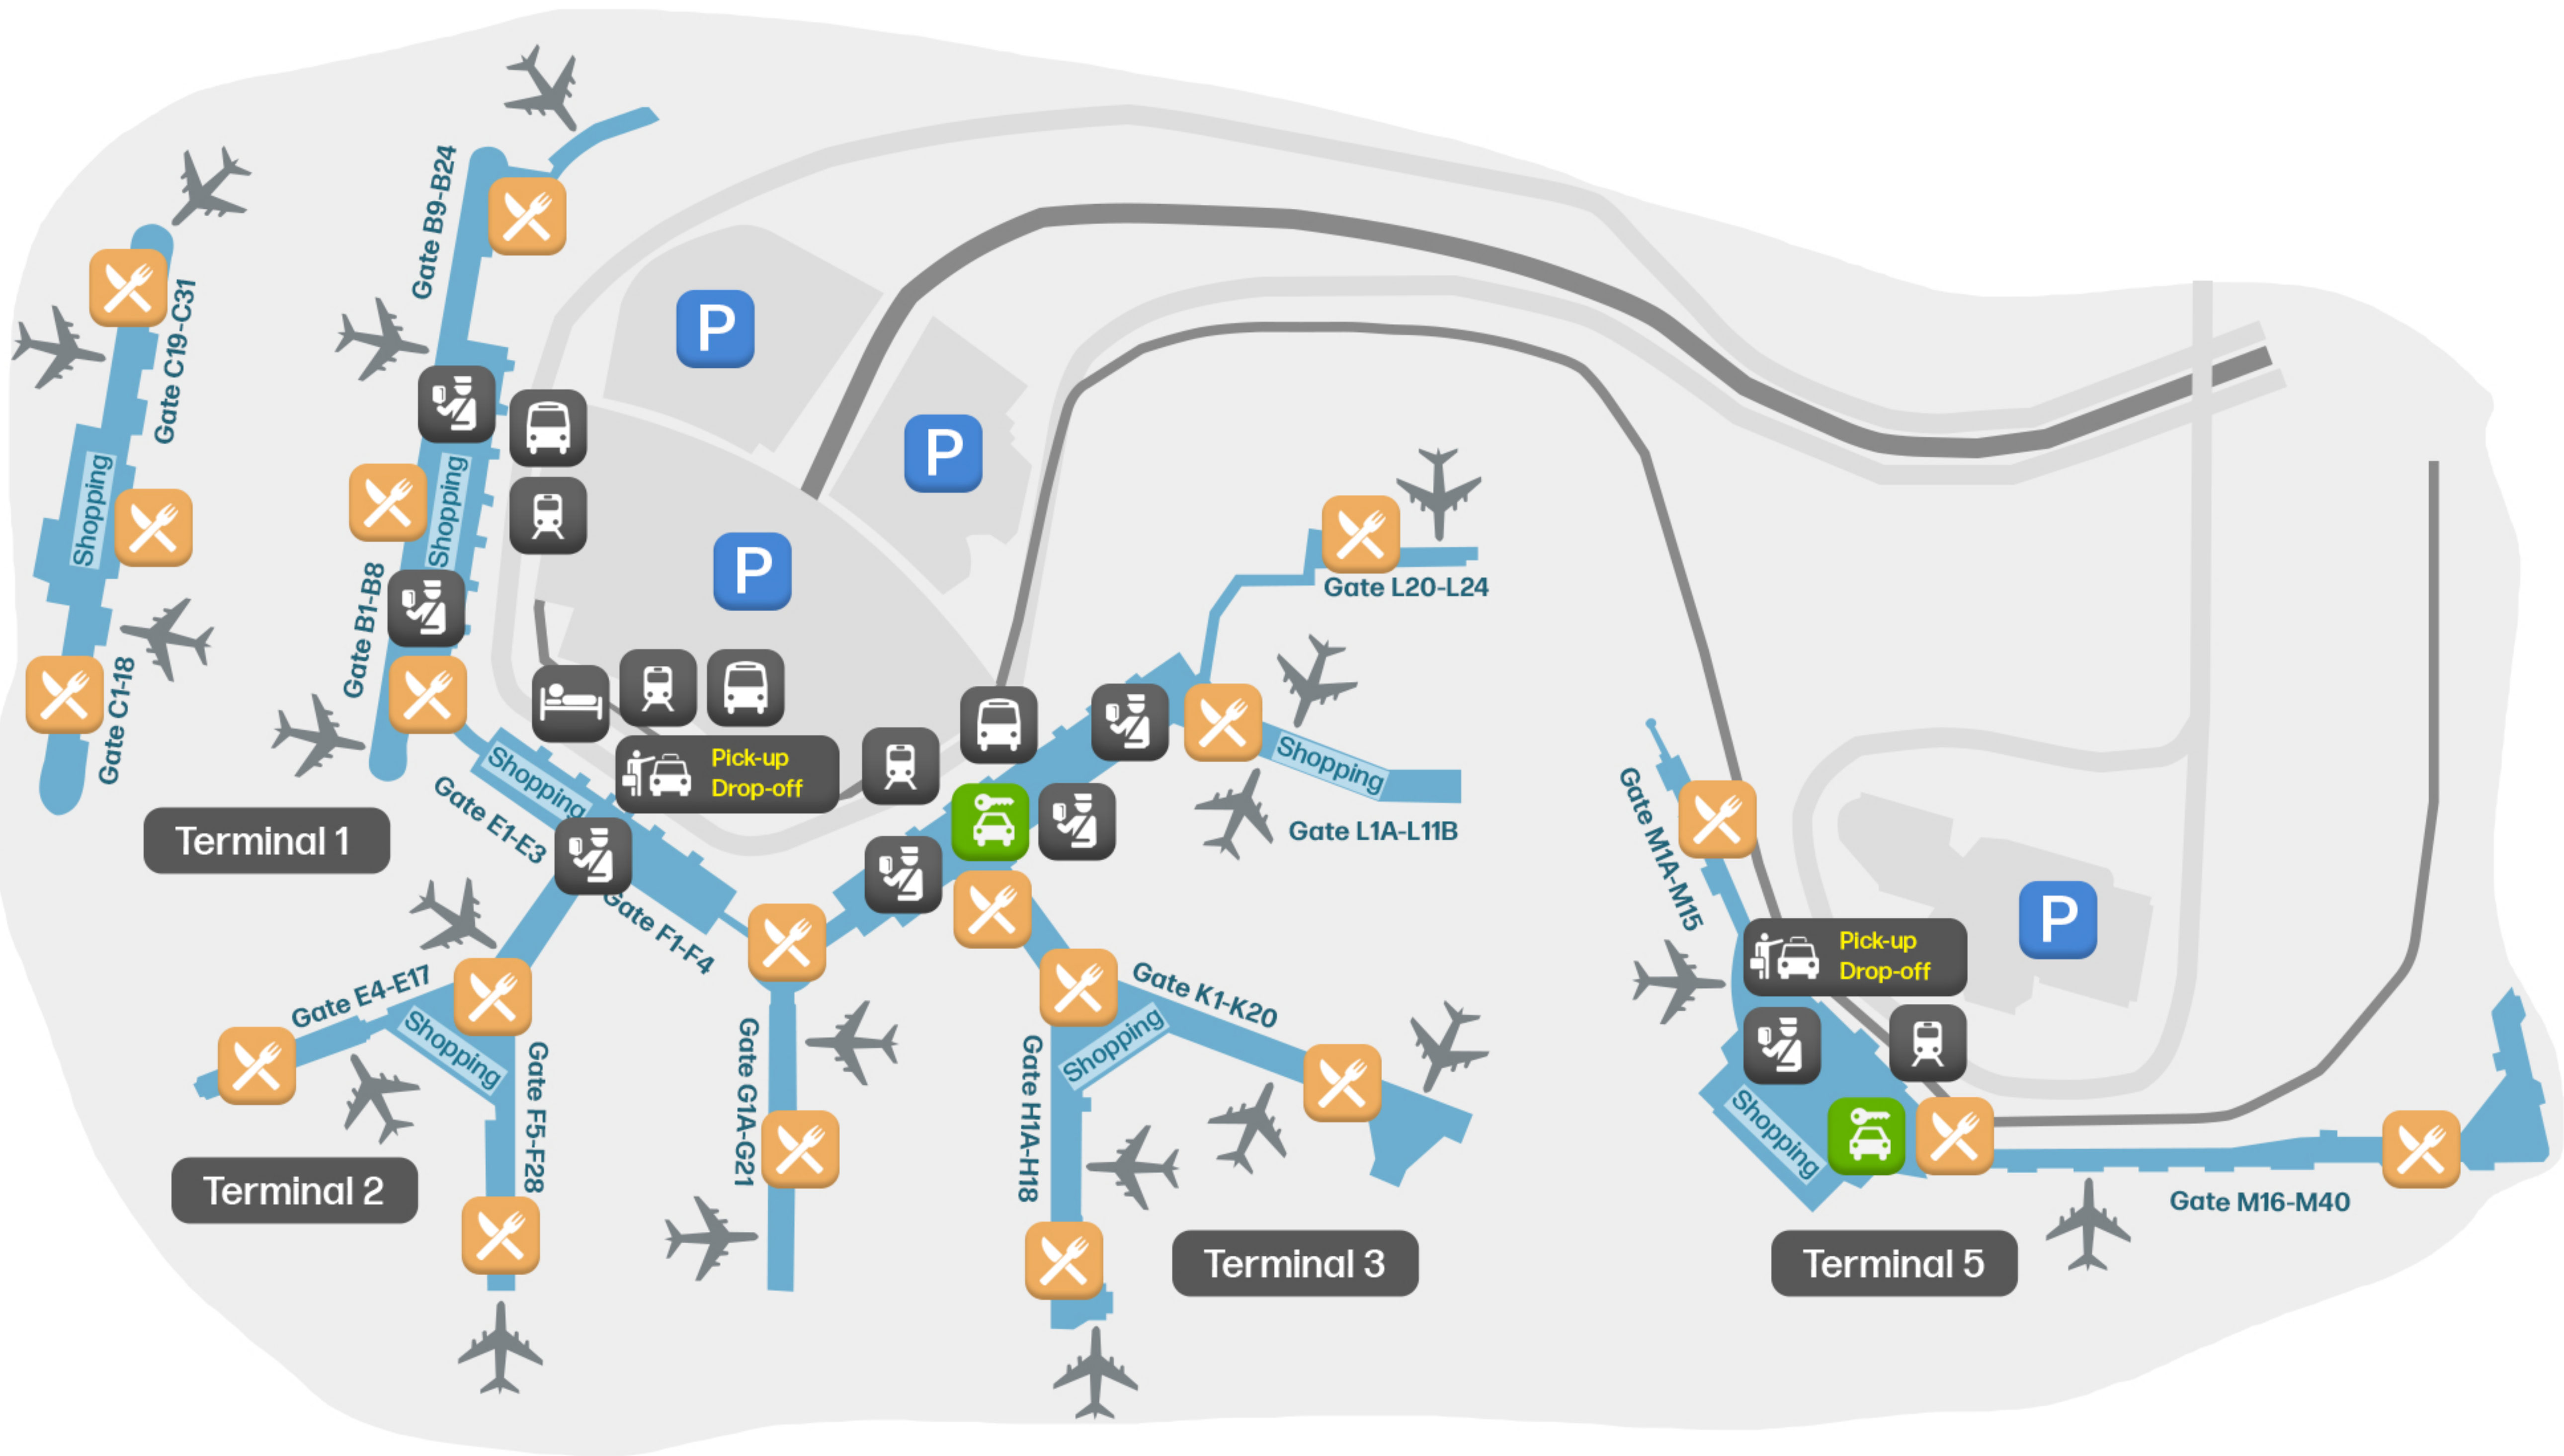 Gate B9-B24
Gate C19-C31
P
P
Shopping
Shopping
P
Gate L20-L24
Gate B1-B8
Gate C1-18
Shopping
Pick-up
Drop-off
Shopping
Gate E1-E3
Gate L1A-L11B
Terminal 1
Gate M1A-M15
Gate F1-F4
P
Pick-up
Drop-off
Gate E4-E17
Shopping
Gate K1-K20
Shopping
Gate F5-F28
Gate G1A-G21
Gate H1A-H18
Shopping
Terminal 2
Gate M16-M40
Terminal 3
Terminal 5